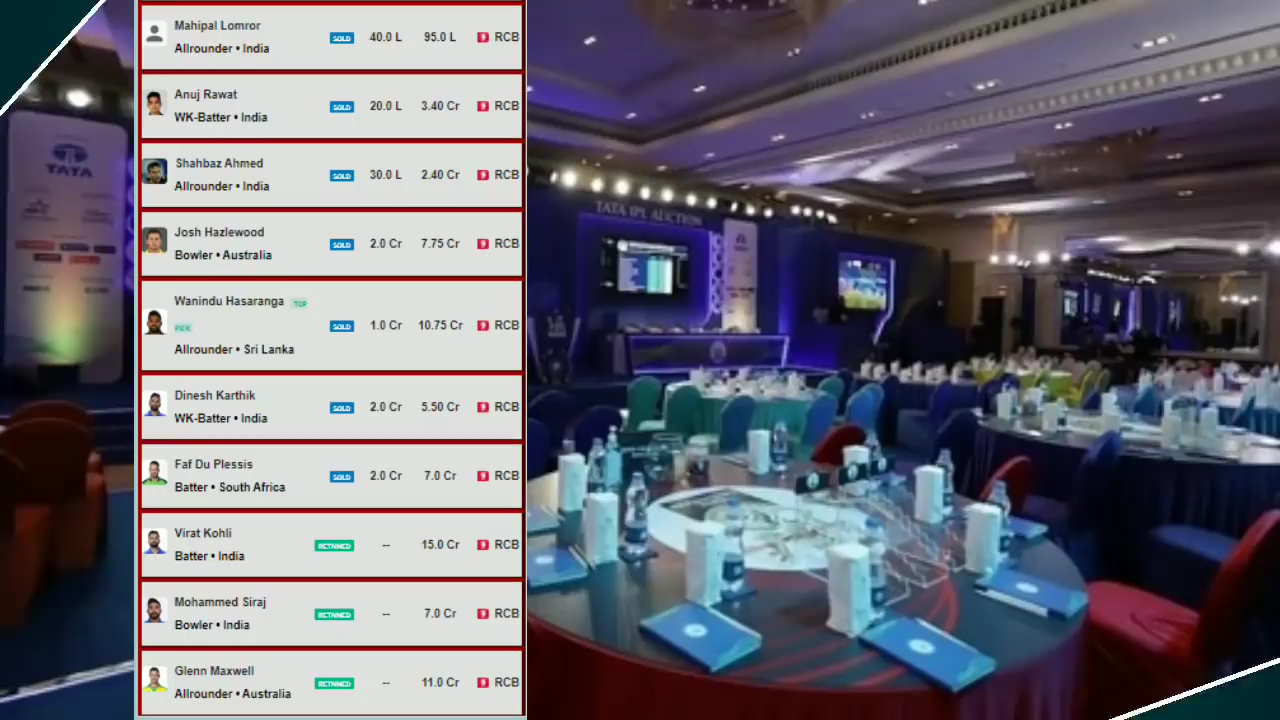 Mahipal Lomror
Allrounder • India
SOLD
40.0 L
95.0 L
RCB
Anuj Rawat
WK-Batter • India
SOLD
20.0 L
3.40 Cr
RCB
Shahbaz Ahmed
Allrounder • India
SOLD
30.0 L
2.40 Cr
RCB
Josh Hazlewood
Bowler • Australia
SOLD
2.0 Cr
7.75 Cr
RCB
Wanindu Hasaranga TOP
PICK
Allrounder • Sri Lanka
SOLD
1.0 Cr
10.75 Cr
RCB
Dinesh Karthik
WK-Batter • India
SOLD
2.0 Cr
5.50 Cr
RCB
Faf Du Plessis
Batter • South Africa
SOLD
2.0 Cr
7.0 Cr
RCB
Virat Kohli
Batter • India
RETAINED
--
15.0 Cr
RCB
Mohammed Siraj
Bowler • India
RETAINED
--
7.0 Cr
RCB
Glenn Maxwell
Allrounder • Australia
RETAINED
--
11.0 Cr
RCB
TATA
TATA IPL AUCTION